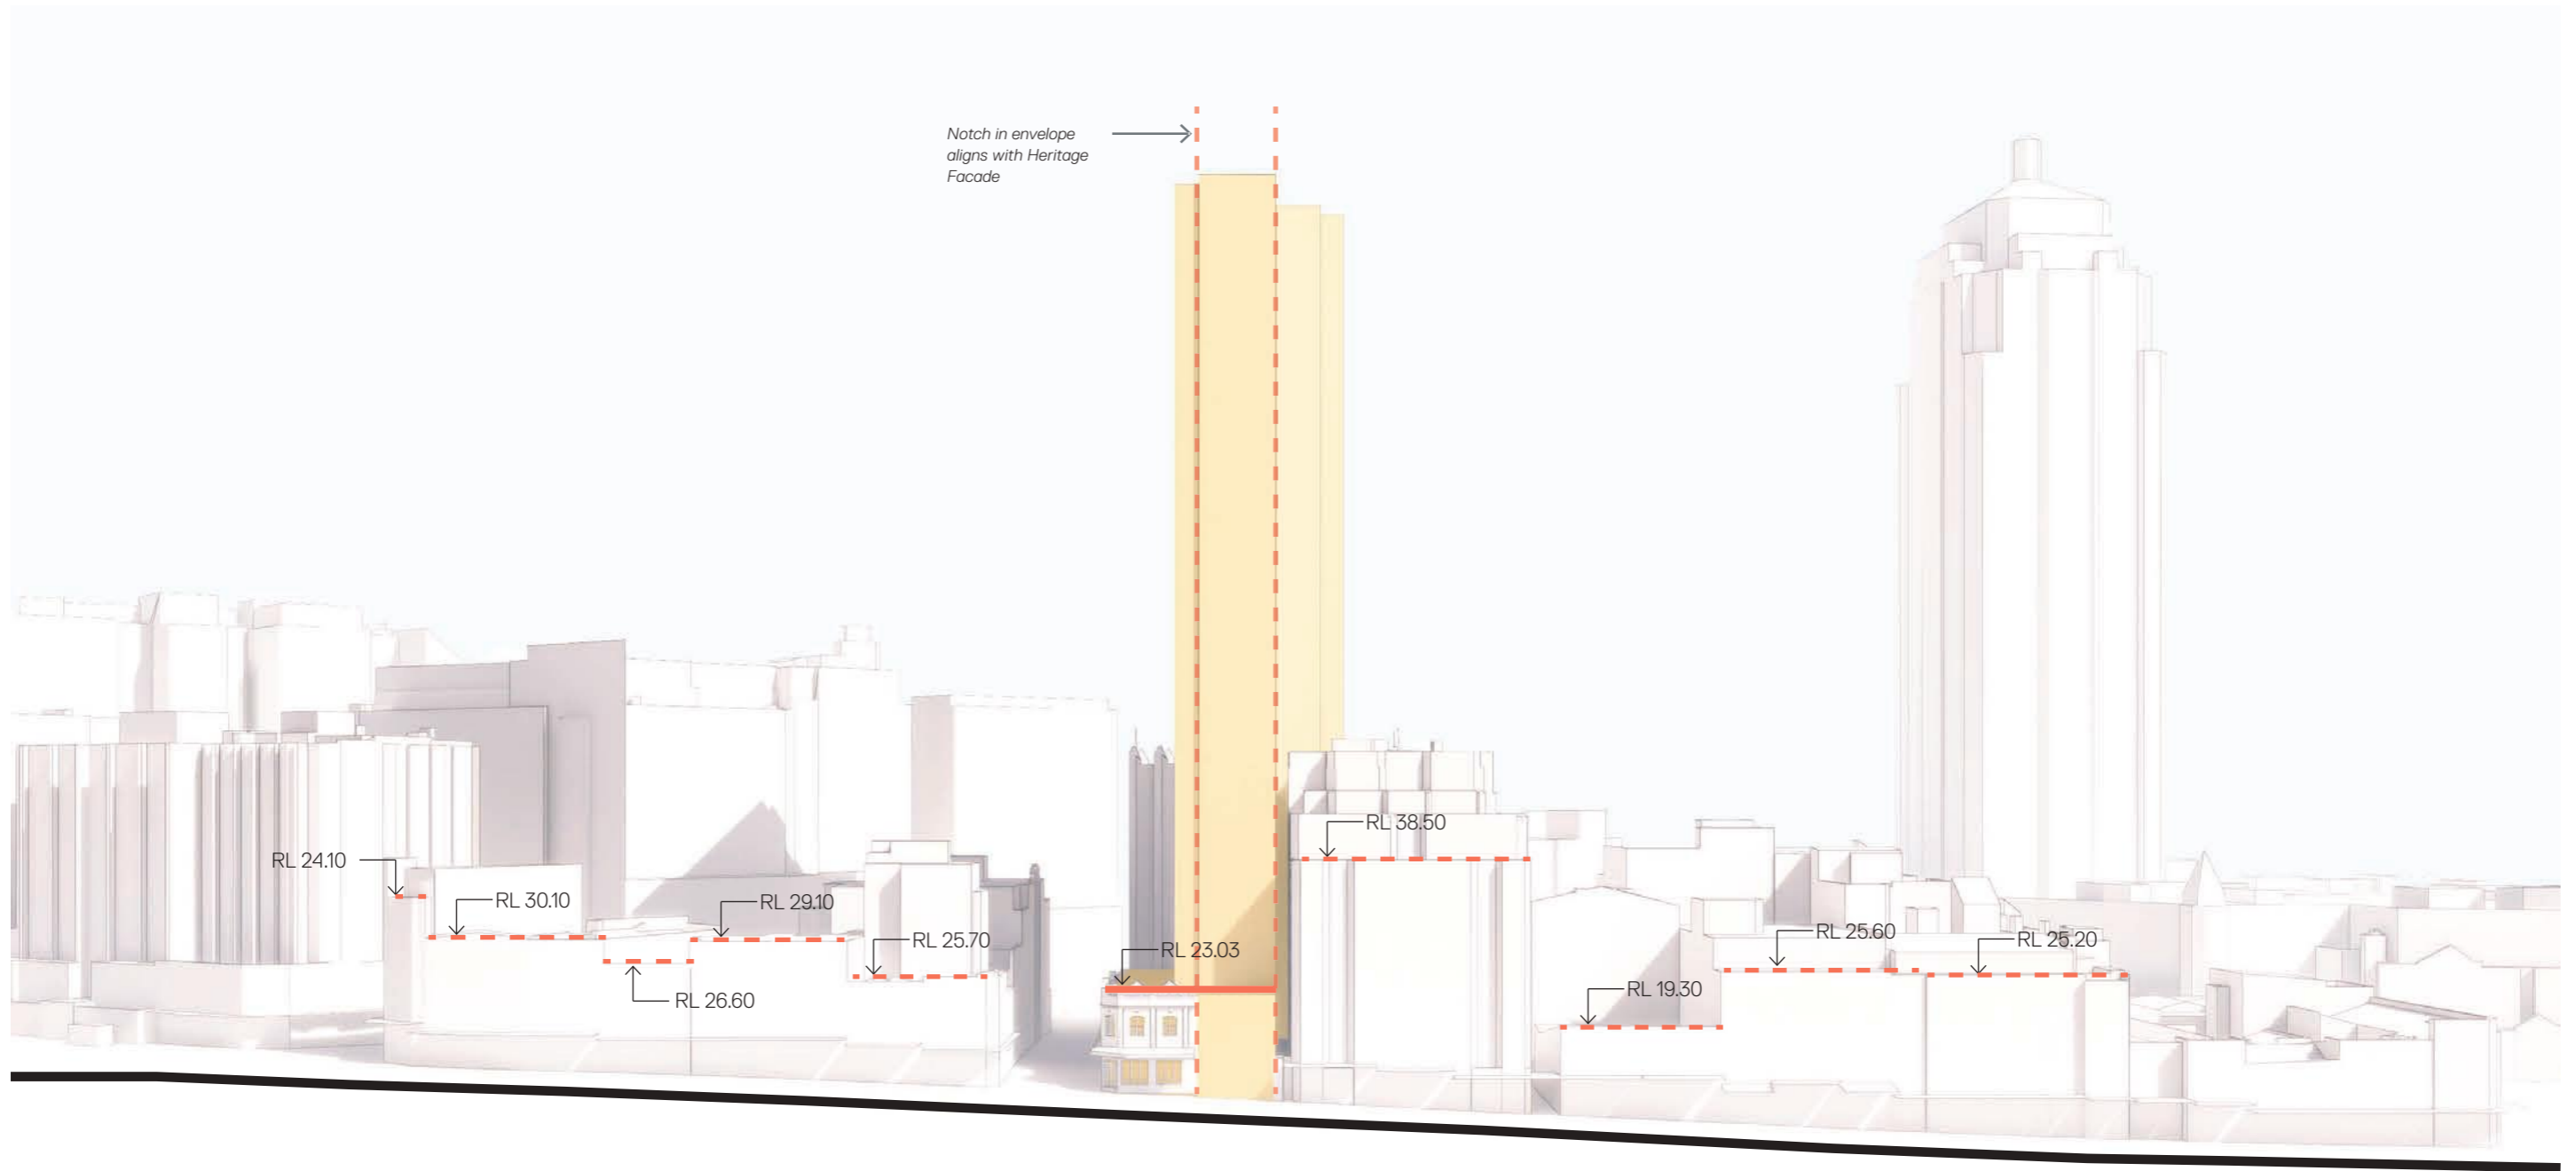 Notch in envelope
aligns with Heritage
Facade
RL 38.50
RL 24.10
RL 30.10
RL 29.10
RL 25.60
RL 25.70
RL 25.20
RL 23.03
RL 19.30
RL 26.60